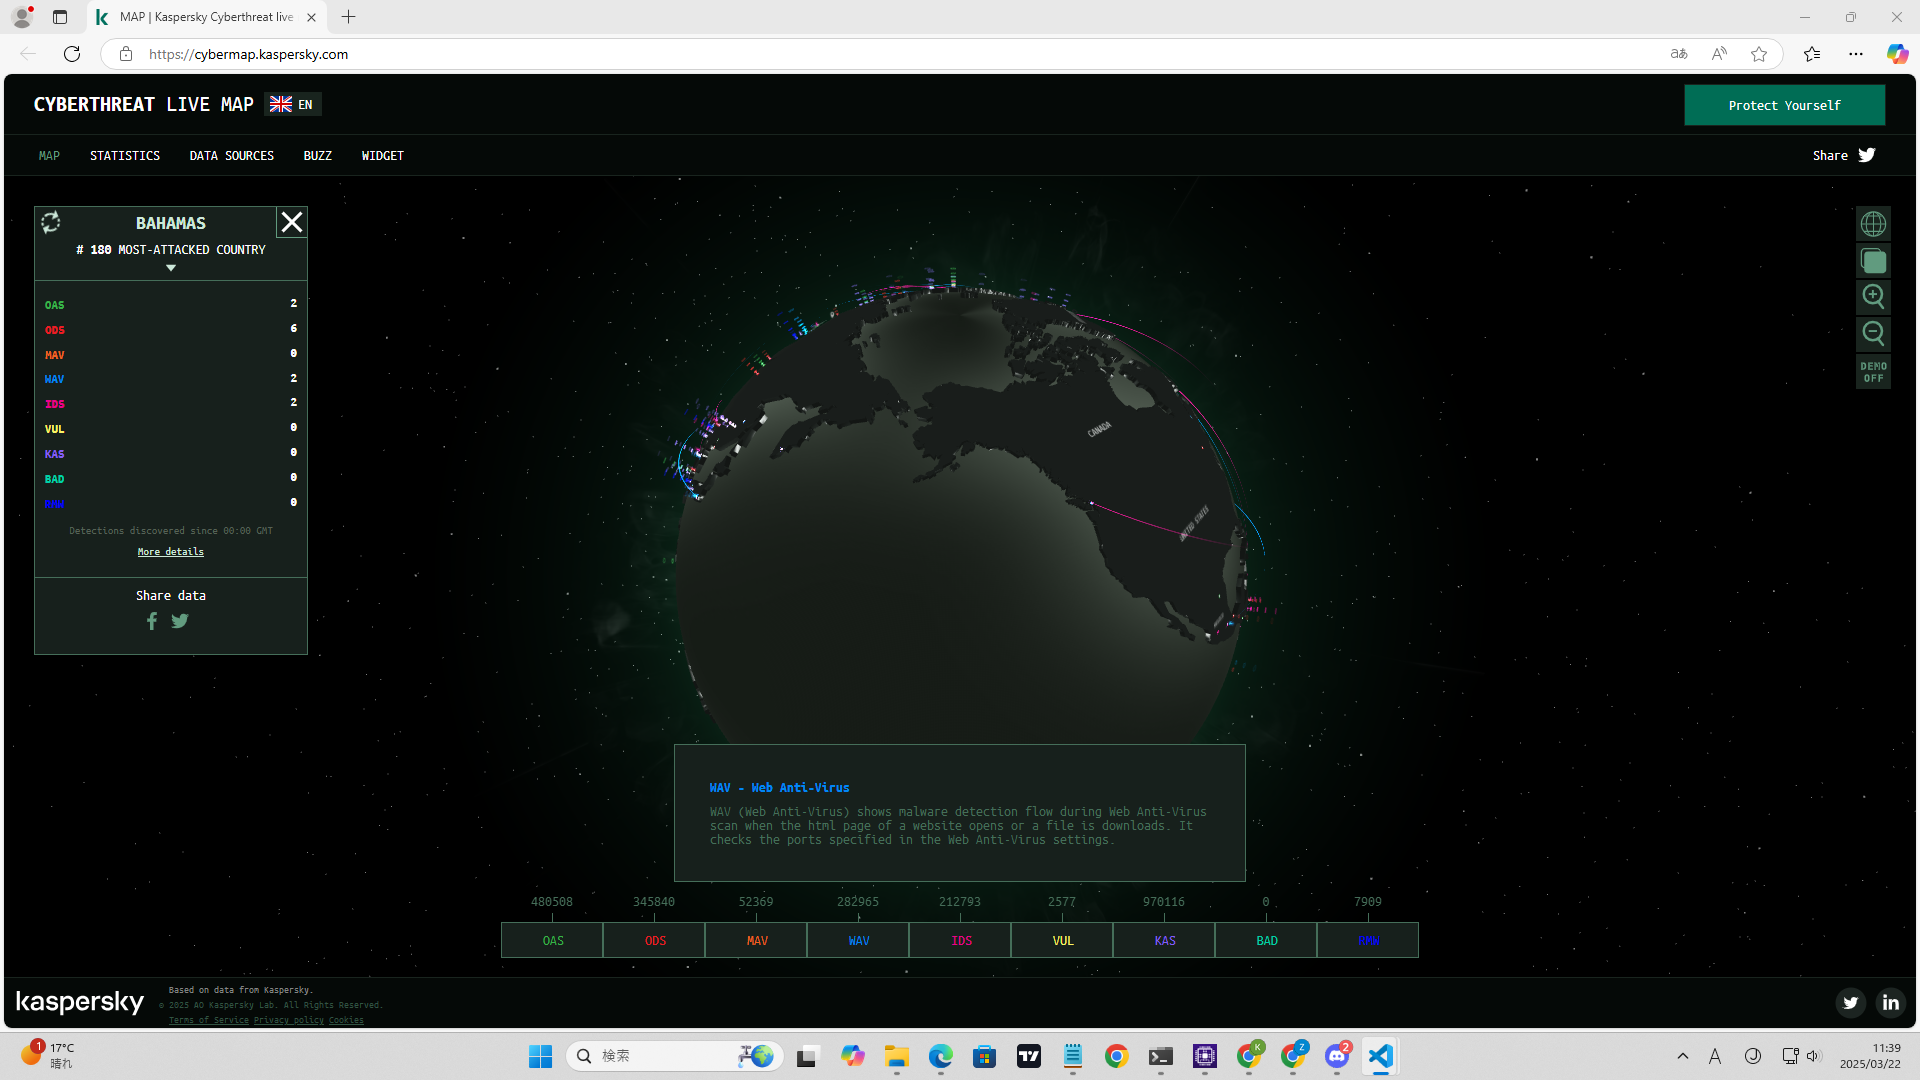 MAP | Kaspersky Cyberthreat live
https://cybermap.kaspersky.com
CYBERTHREAT LIVE MAP EN
Protect Yourself
MAP STATISTICS DATA SOURCES BUZZ WIDGET
Share
BAHAMAS
# 180 MOST-ATTACKED COUNTRY
OAS 2
ODS 6
MAV 0
WAV 2
IDS 2
VUL 0
KAS 0
BAD 0
RMW 0
Detections discovered since 00:00 GMT
More details
Share data
DEMO
OFF
CANADA
UNITED STATES
WAV - Web Anti-Virus
WAV (Web Anti-Virus) shows malware detection flow during Web Anti-Virus
scan when the html page of a website opens or a file is downloads. It
checks the ports specified in the Web Anti-Virus settings.
480508 345840 52369 282965 212793 2577 970116 0 7909
OAS ODS MAV WAV IDS VUL KAS BAD RMW
kaspersky
Based on data from Kaspersky.
© 2025 AO Kaspersky Lab. All Rights Reserved.
Terms of Service Privacy policy Cookies
1
17°C
晴れ
検索
K
Z
2
A
11:39
2025/03/22